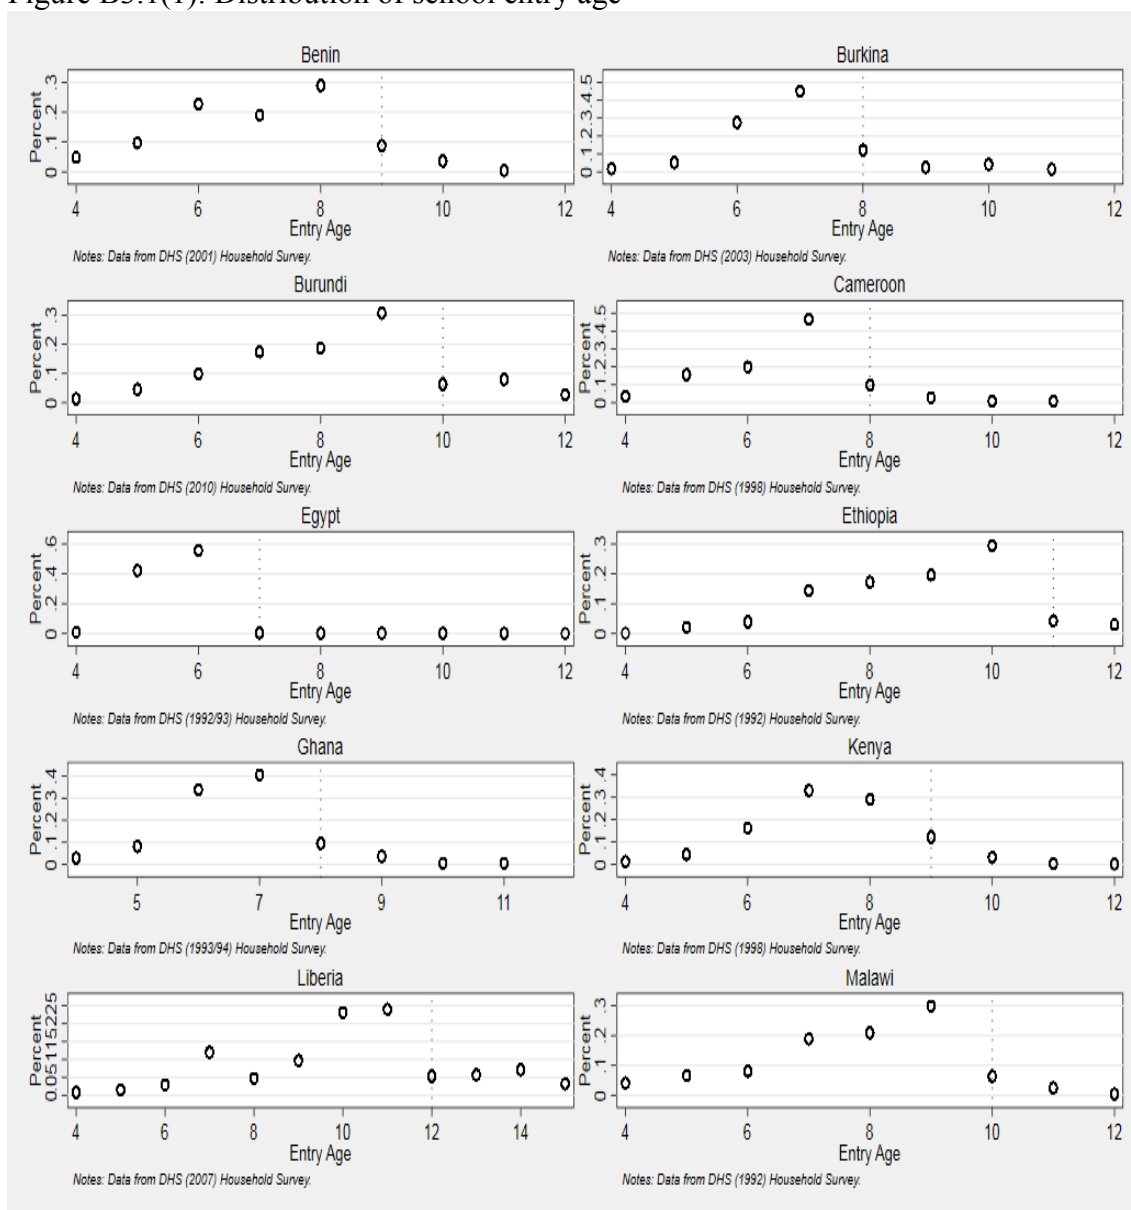 Figure B3.1(1): Distribution of school entry age
Benin
Percent
0 .1 .2 .3
4 6 8 10 12
Entry Age
Notes: Data from DHS (2001) Household Survey.
Burkina
0 .1 .2 .3 .4 .5
4 6 8 10 12
Entry Age
Notes: Data from DHS (2003) Household Survey.
Burundi
Percent
0 .1 .2 .3
4 6 8 10 12
Entry Age
Notes: Data from DHS (2010) Household Survey.
Cameroon
Percent
0 .1 .2 .3 .4 .5
4 6 8 10 12
Entry Age
Notes: Data from DHS (1998) Household Survey.
Egypt
Percent
0 .2 .4 .6
4 6 8 10 12
Entry Age
Notes: Data from DHS (1992/93) Household Survey.
Ethiopia
Percent
0 .1 .2 .3
4 6 8 10 12
Entry Age
Notes: Data from DHS (1992) Household Survey.
Ghana
Percent
0 .1 .2 .3 .4
5 7 9 11
Entry Age
Notes: Data from DHS (1993/94) Household Survey.
Kenya
Percent
0 .1 .2 .3 .4
4 6 8 10 12
Entry Age
Notes: Data from DHS (1998) Household Survey.
Liberia
Percent
0 .05 .1 .15 .2 .25
4 6 8 10 12 14
Entry Age
Notes: Data from DHS (2007) Household Survey.
Malawi
Percent
0 .1 .2 .3
4 6 8 10 12
Entry Age
Notes: Data from DHS (1992) Household Survey.